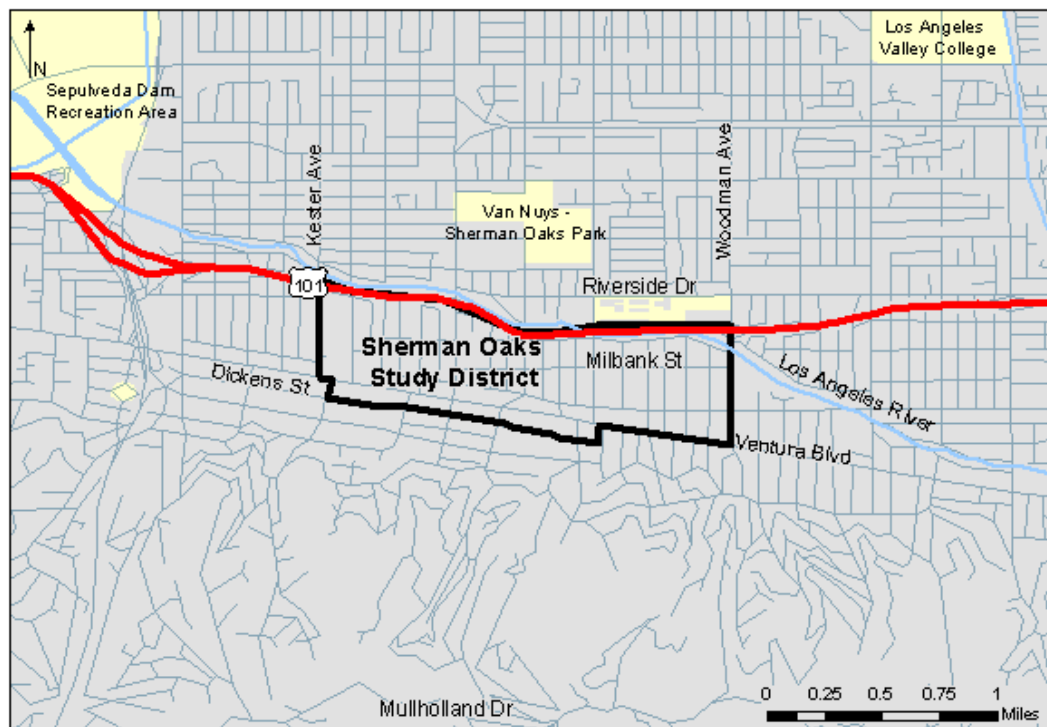 Los Angeles
Valley College
N
Sepulveda Dam
Recreation Area
Kester Ave
Woodman Ave
Van Nuys -
Sherman Oaks Park
101
Riverside Dr
Sherman Oaks
Study District
Milbank St
Dickens St
Los Angeles River
Ventura Blvd
Mullholland Dr
0 0.25 0.5 0.75 1
Miles